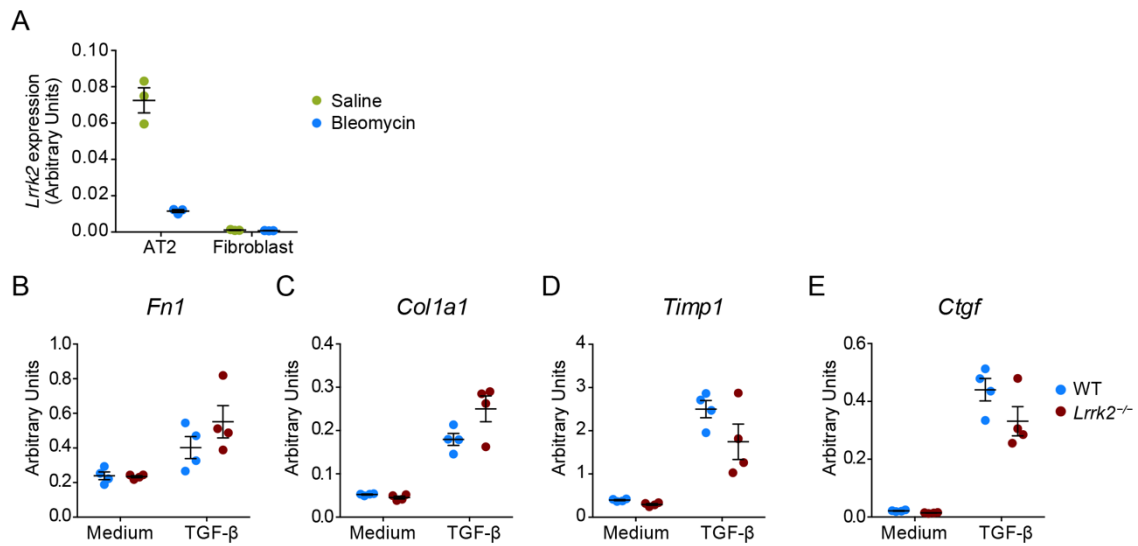 A
Lrrk2 expression
(Arbitrary Units)
0.10
0.08
0.06
0.04
0.02
0.00
AT2
Fibroblast
Saline
Bleomycin
B
Fn1
Arbitrary Units
1.0
0.8
0.6
0.4
0.2
0.0
Medium
TGF-β
C
Col1a1
Arbitrary Units
0.4
0.3
0.2
0.1
0.0
Medium
TGF-β
D
Timp1
Arbitrary Units
4
3
2
1
0
Medium
TGF-β
E
Ctgf
Arbitrary Units
0.6
0.4
0.2
0.0
Medium
TGF-β
WT
Lrrk2⁻/⁻